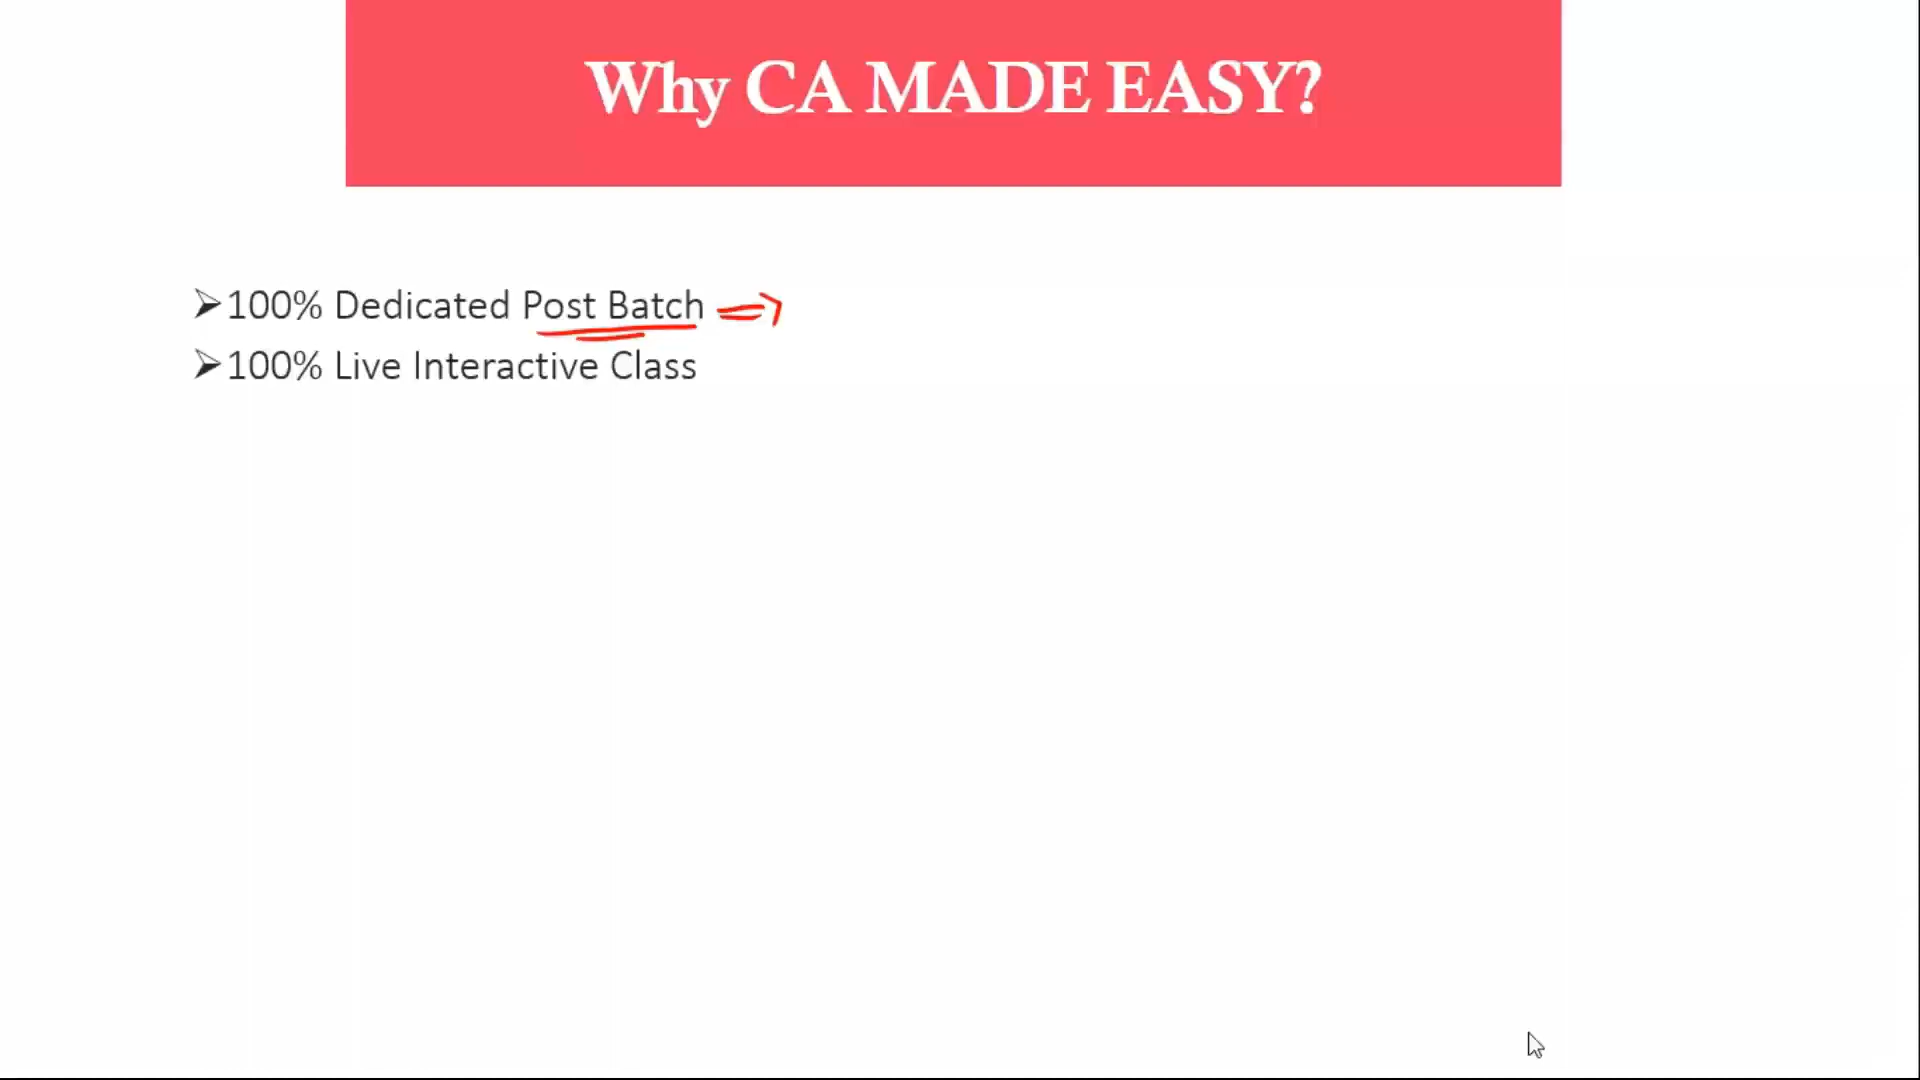 Why CA MADE EASY?
➢100% Dedicated Post Batch ⇒
➢100% Live Interactive Class